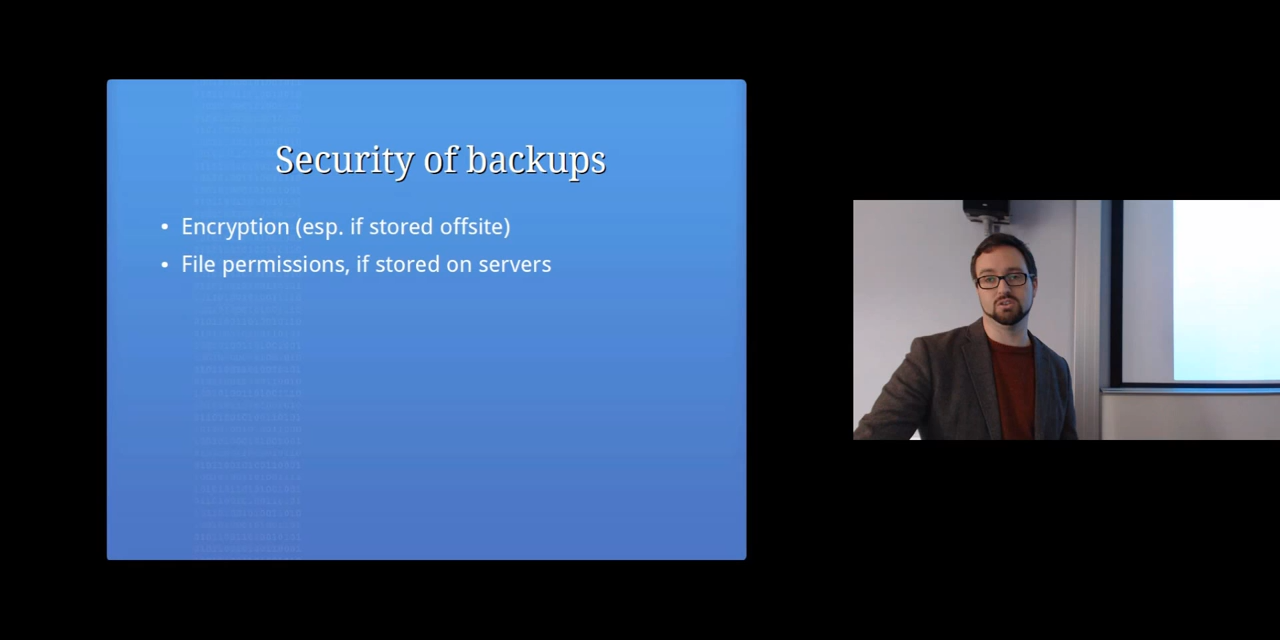 Security of backups
• Encryption (esp. if stored offsite)
• File permissions, if stored on servers